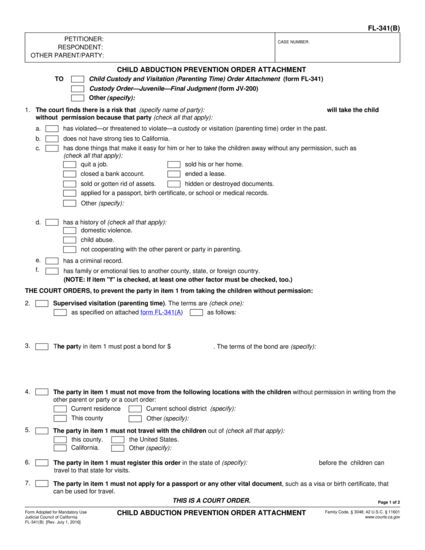 FL-341(B)
PETITIONER:
RESPONDENT:
OTHER PARENT/PARTY:
CASE NUMBER:
CHILD ABDUCTION PREVENTION ORDER ATTACHMENT
TO Child Custody and Visitation (Parenting Time) Order Attachment (form FL-341)
Custody Order—Juvenile—Final Judgment (form JV-200)
Other (specify):
1. The court finds there is a risk that (specify name of party): will take the child
without permission because that party (check all that apply):
a. has violated—or threatened to violate—a custody or visitation (parenting time) order in the past.
b. does not have strong ties to California.
c. has done things that make it easy for him or her to take the children away without any permission, such as
(check all that apply):
quit a job. sold his or her home.
closed a bank account. ended a lease.
sold or gotten rid of assets. hidden or destroyed documents.
applied for a passport, birth certificate, or school or medical records.
Other (specify):
d. has a history of (check all that apply):
domestic violence.
child abuse.
not cooperating with the other parent or party in parenting.
e. has a criminal record.
f. has family or emotional ties to another county, state, or foreign country.
(NOTE: If item "f" is checked, at least one other factor must be checked, too.)
THE COURT ORDERS, to prevent the party in item 1 from taking the children without permission:
2. Supervised visitation (parenting time). The terms are (check one):
as specified on attached form FL-341(A) as follows:
3. The party in item 1 must post a bond for $ . The terms of the bond are (specify):
4. The party in item 1 must not move from the following locations with the children without permission in writing from the
other parent or party or a court order:
Current residence Current school district (specify):
This county Other (specify):
5. The party in item 1 must not travel with the children out of (check all that apply):
this county. the United States.
California. Other (specify):
6. The party in item 1 must register this order in the state of (specify): before the children can
travel to that state for visits.
7. The party in item 1 must not apply for a passport or any other vital document, such as a visa or birth certificate, that
can be used for travel.
THIS IS A COURT ORDER.
Page 1 of 2
Form Adopted for Mandatory Use
Judicial Council of California
FL-341(B) [Rev. July 1, 2016]
CHILD ABDUCTION PREVENTION ORDER ATTACHMENT
Family Code, § 3048; 42 U.S.C. § 11601
www.courts.ca.gov